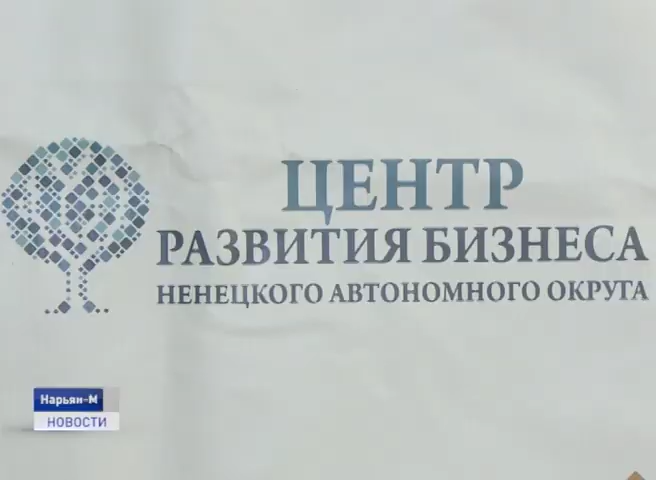 ЦЕНТР
РАЗВИТИЯ БИЗНЕСА
НЕНЕЦКОГО АВТОНОМНОГО ОКРУГА
Нарьян-М
НОВОСТИ